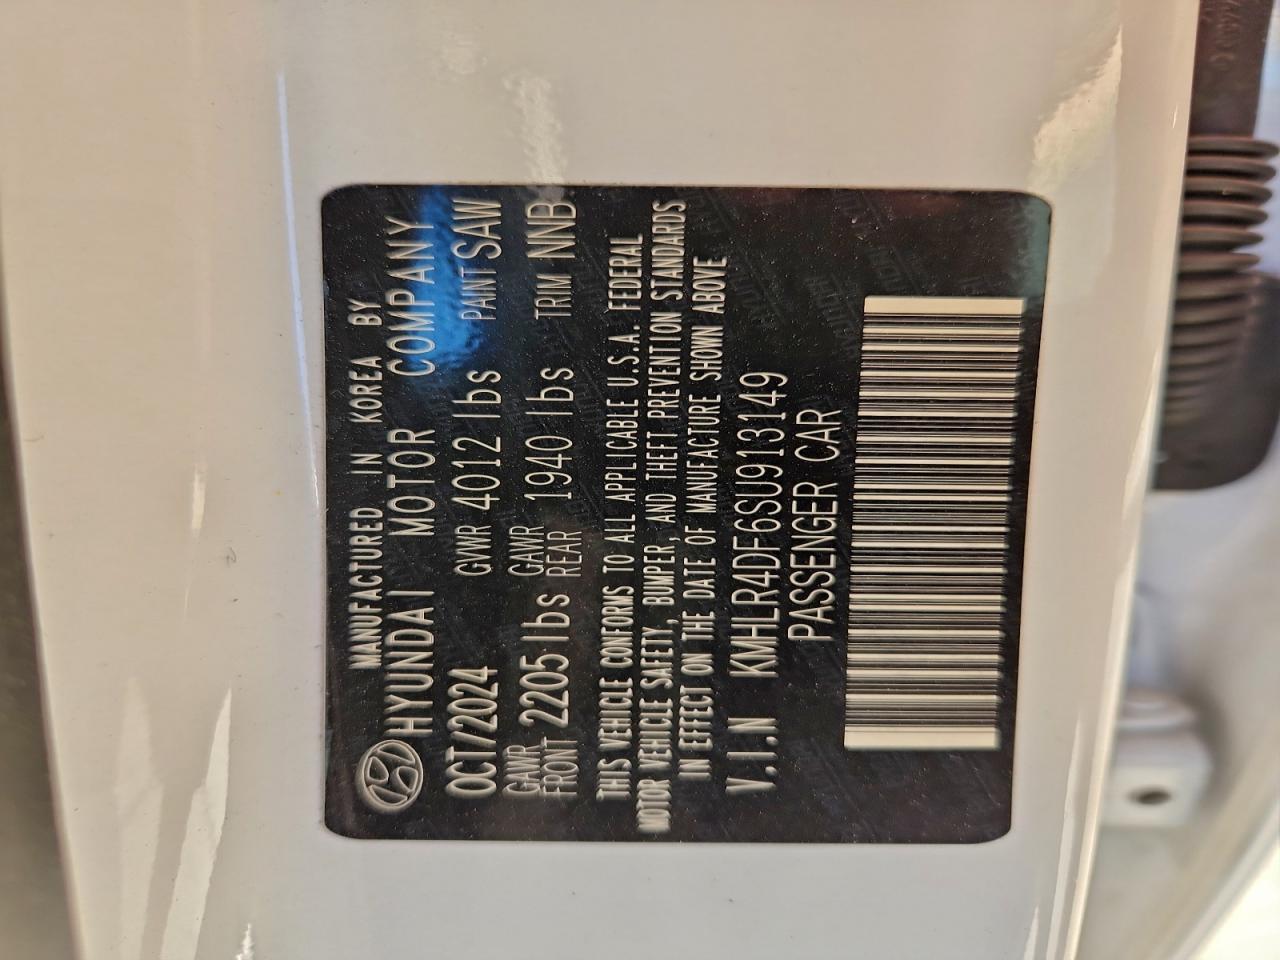 MANUFACTURED IN KOREA BY
HYUNDAI MOTOR COMPANY
OCT/2024 GVWR 4012 lbs PAINT SAW
GAWR FRONT 2205 lbs GAWR REAR 1940 lbs TRIM NNB
THIS VEHICLE CONFORMS TO ALL APPLICABLE U.S.A. FEDERAL
MOTOR VEHICLE SAFETY, BUMPER, AND THEFT PREVENTION STANDARDS
IN EFFECT ON THE DATE OF MANUFACTURE SHOWN ABOVE
V.I.N KMHLR4DF6SU913149
PASSENGER CAR